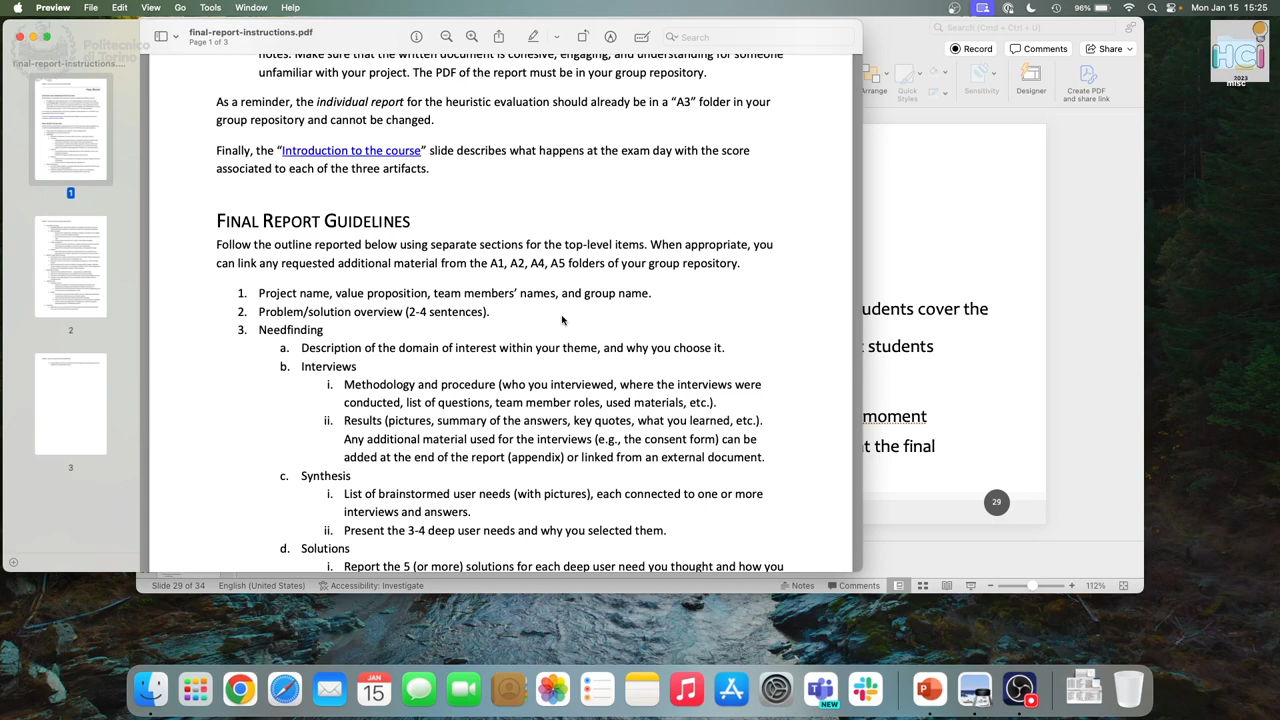 Preview File Edit View Go Tools Window Help
96% Mon Jan 15 15:25
Politecnico
di Torino
final-report-instructions.pdf
Page 1 of 3
Search
Search (Cmd + Ctrl + U)
Record Comments Share
HCI
2023
misc
final-report-instructions....
Arrange
Quick
Styles
Sensitivity
Designer
Create PDF
and share link
1
2
3
notes. Make sure that the written document is cohesive, engaging, and understanding for someone
unfamiliar with your project. The PDF of the report must be in your group repository.
As a reminder, the individual report for the heuristic evaluation should already be in a “A3” folder in your
group repository and cannot be changed.
Finally, the “Introduction to the course” slide describes what happens at the exam day with the score
associated to each of the three artifacts.
FINAL REPORT GUIDELINES
Follow the outline reported below using separate sections for the top-level items. When appropriate, you
can link any requested additional material from the A1, A2, A4, A5 folders of your group repository.
1. Project name, value proposition, team members’ names, and group name.
2. Problem/solution overview (2-4 sentences).
3. Needfinding
a. Description of the domain of interest within your theme, and why you choose it.
b. Interviews
i. Methodology and procedure (who you interviewed, where the interviews were
conducted, list of questions, team member roles, used materials, etc.).
ii. Results (pictures, summary of the answers, key quotes, what you learned, etc.).
Any additional material used for the interviews (e.g., the consent form) can be
added at the end of the report (appendix) or linked from an external document.
c. Synthesis
i. List of brainstormed user needs (with pictures), each connected to one or more
interviews and answers.
ii. Present the 3-4 deep user needs and why you selected them.
d. Solutions
i. Report the 5 (or more) solutions for each deep user need you thought and how you
udents cover the
students
moment
t the final
29
Slide 29 of 34 English (United States) Accessibility: Investigate
Notes Comments 112%
JAN
15
NEW